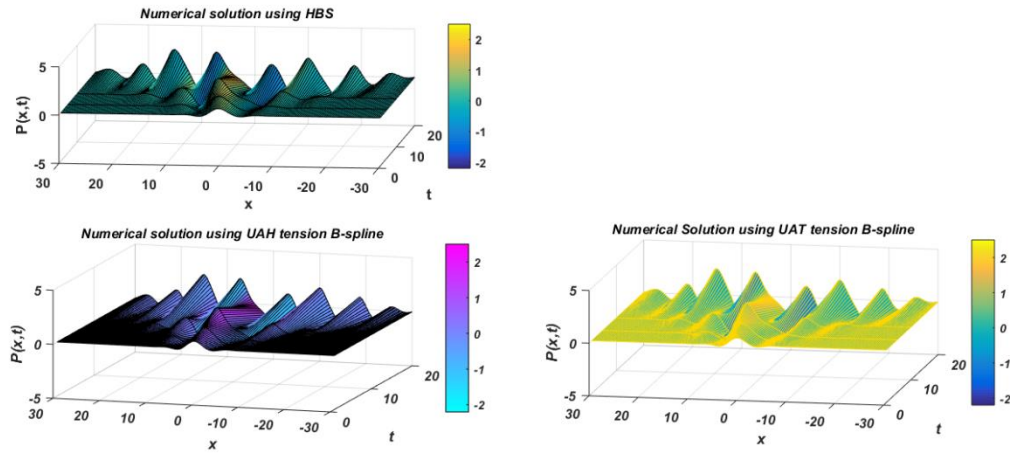 Numerical solution using HBS
5
0
-5
P(x,t)
30 20 10 0 -10 -20 -30
x
0 10 20
t
2
1
0
-1
-2
Numerical solution using UAH tension B-spline
5
0
-5
P(x,t)
30 20 10 0 -10 -20 -30
x
0 10 20
t
2
1
0
-1
-2
Numerical Solution using UAT tension B-spline
5
0
-5
P(x,t)
30 20 10 0 -10 -20 -30
x
0 10 20
t
2
1
0
-1
-2